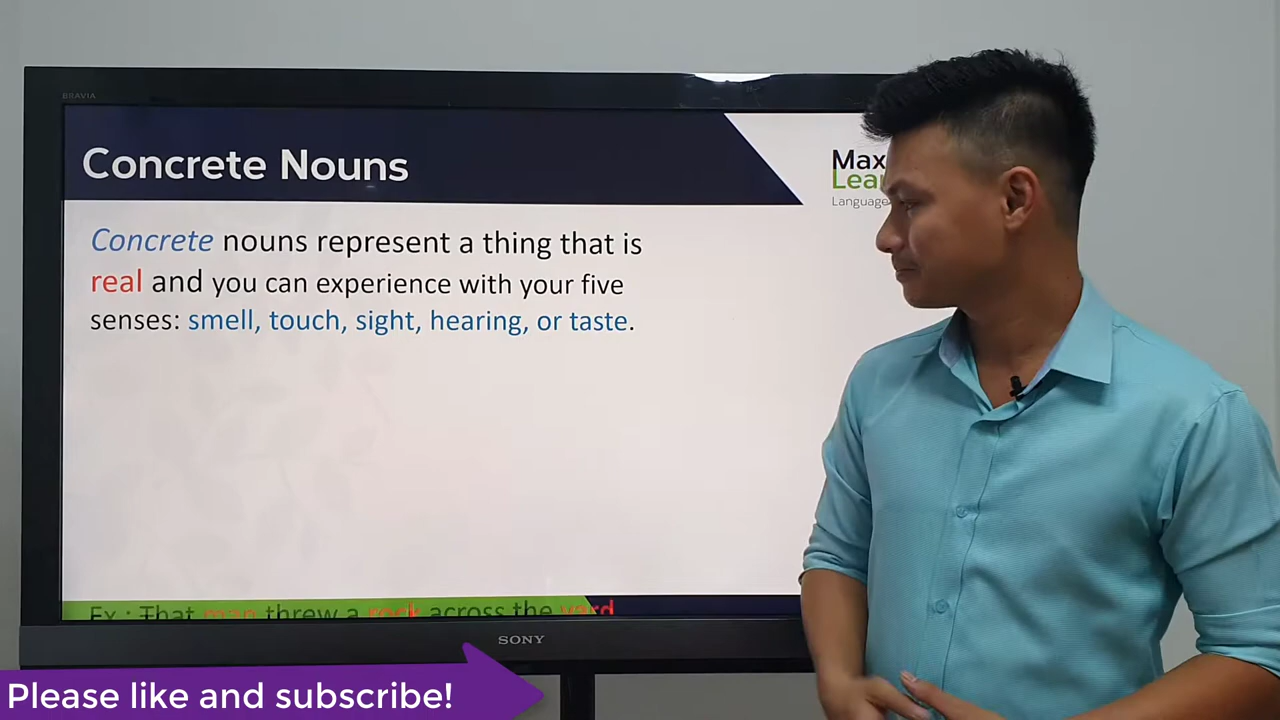 BRAVIA
Concrete Nouns
Max
Lear
Language
Concrete nouns represent a thing that is
real and you can experience with your five
senses: smell, touch, sight, hearing, or taste.
Ex : That man threw a rock across the yard
SONY
Please like and subscribe!